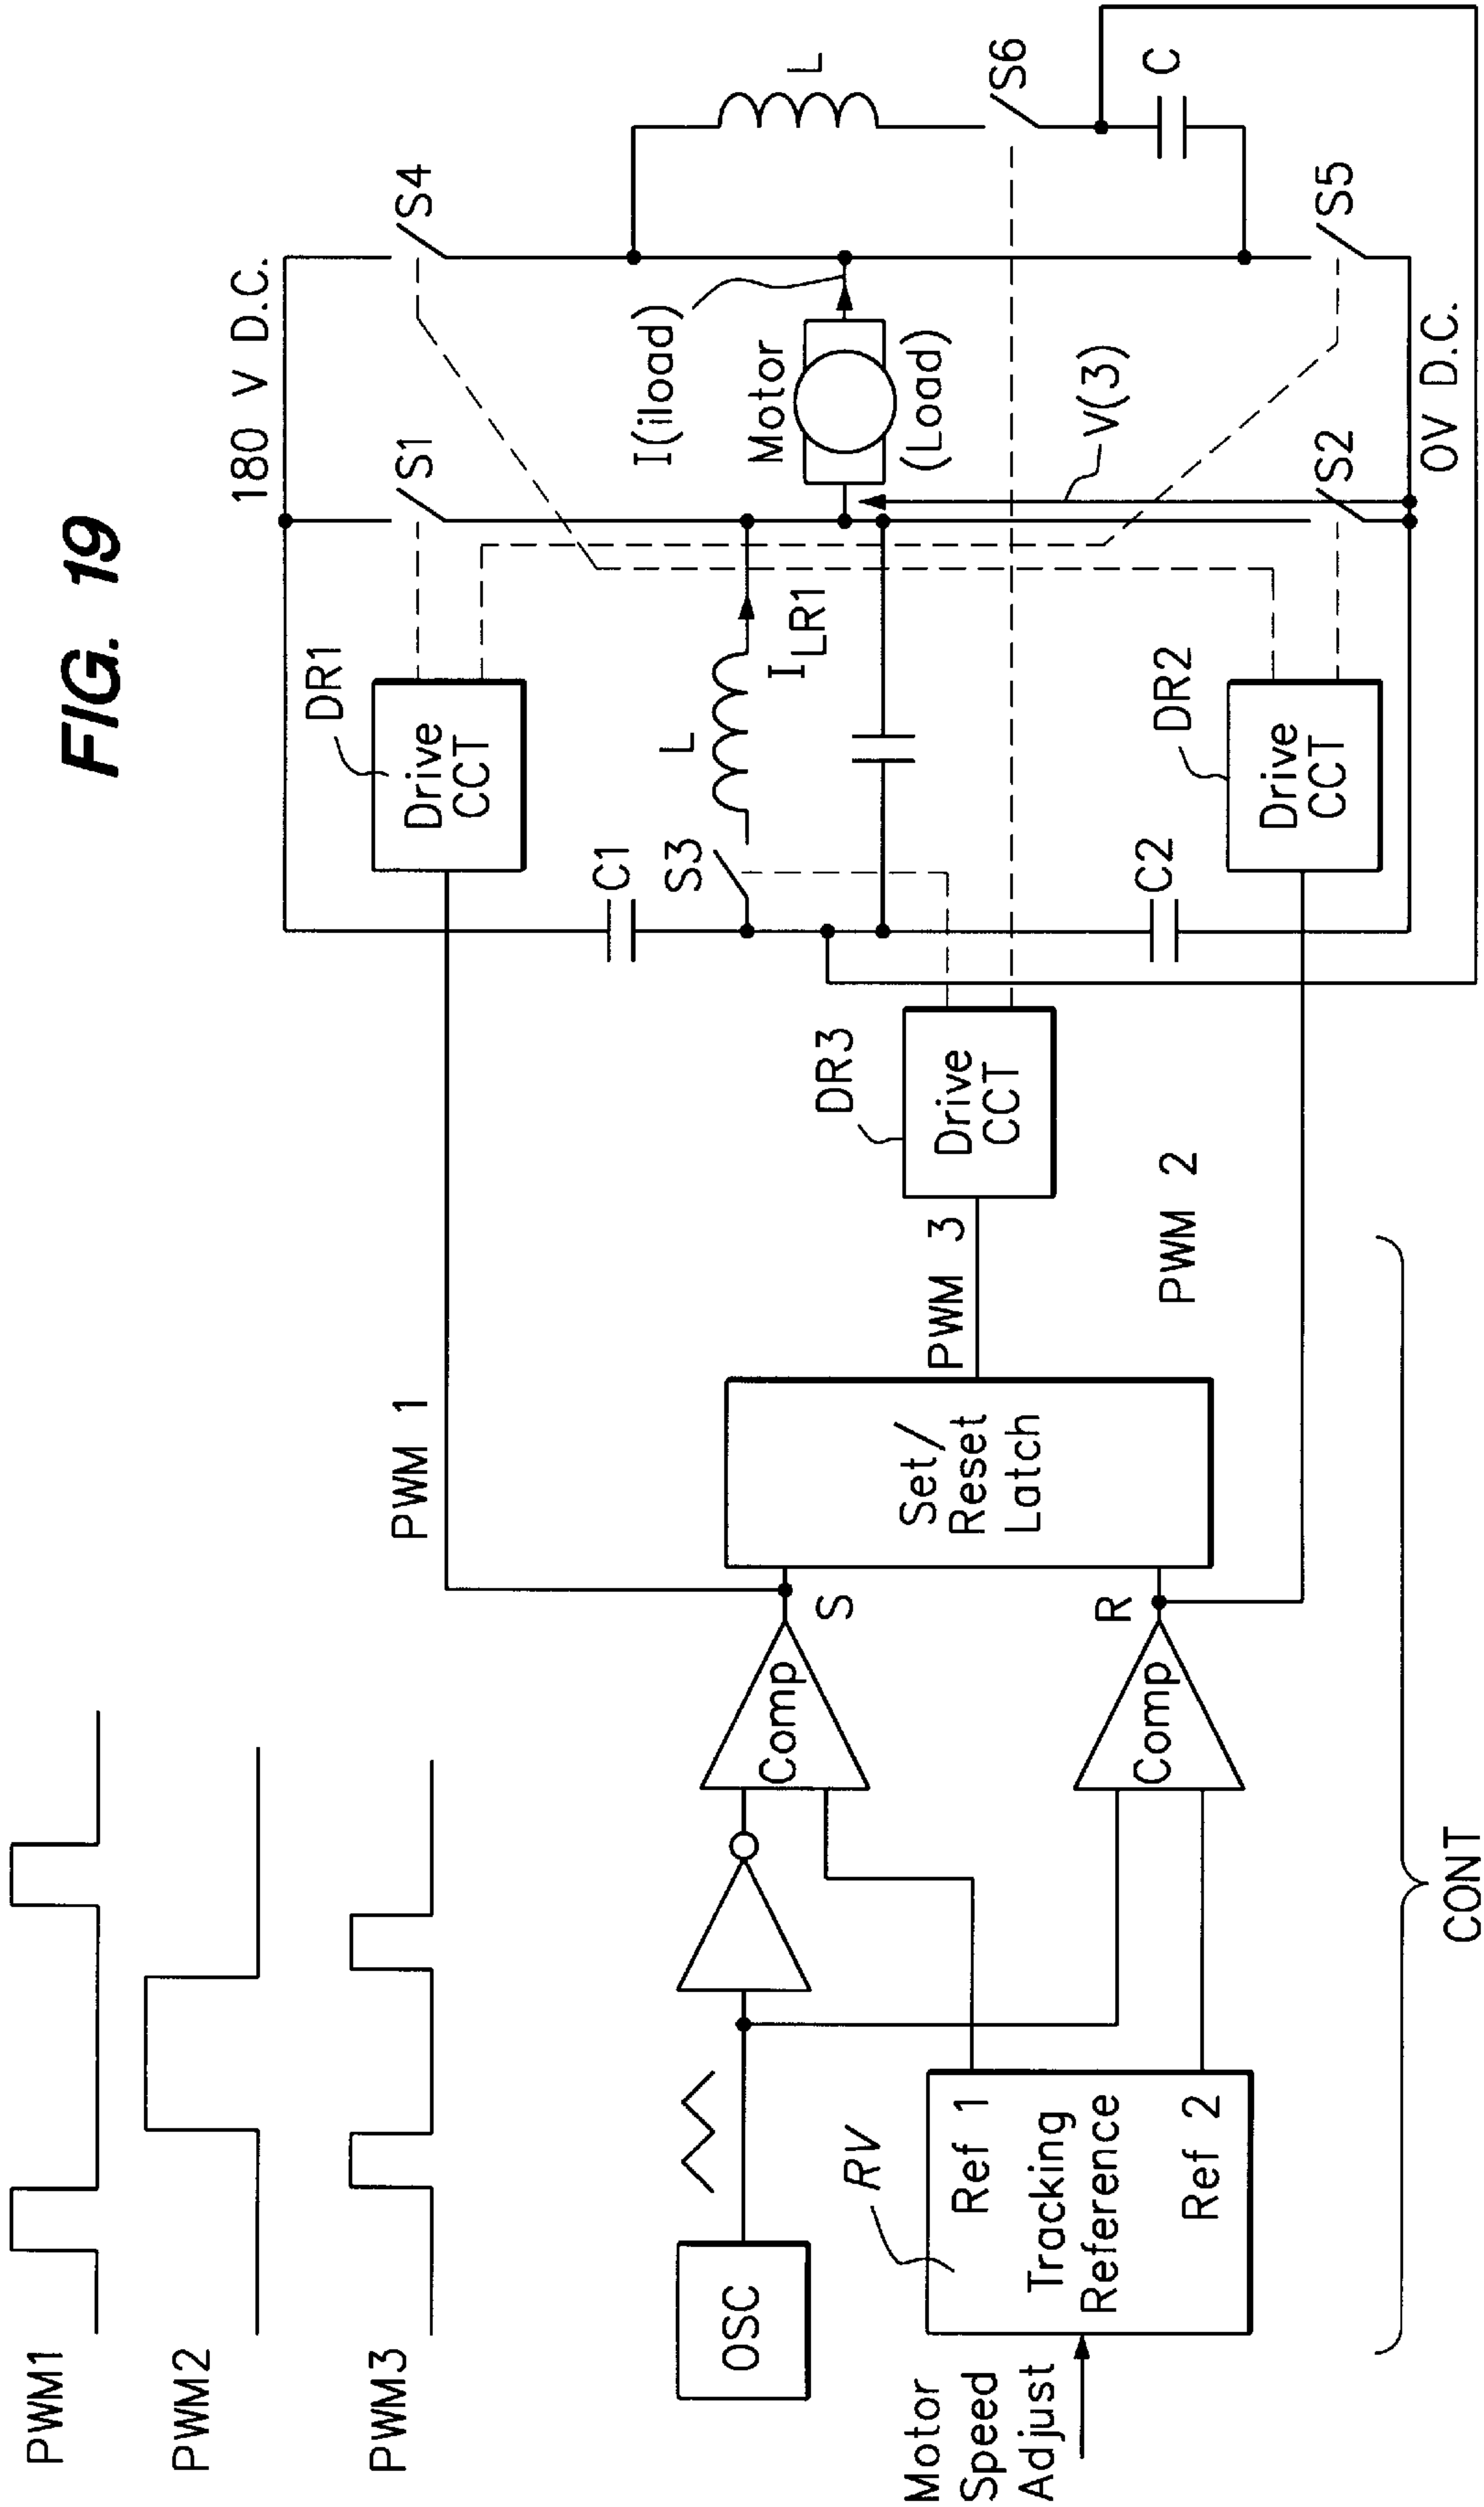 FIG. 19
PWM1
PWM2
PWM3
180 V D.C.
S1
S4
DR1
Drive
CCT
PWM 1
C1
S3
L
I LR1
I(iload)
Motor
(Load)
L
S6
C
V(3)
OSC
Comp
S
Set/
Reset
Latch
PWM 3
DR3
Drive
CCT
RV
Motor
Speed
Adjust
Ref 1
Tracking
Reference
Ref 2
Comp
R
PWM 2
C2
DR2
Drive
CCT
S2
S5
0V D.C.
CONT